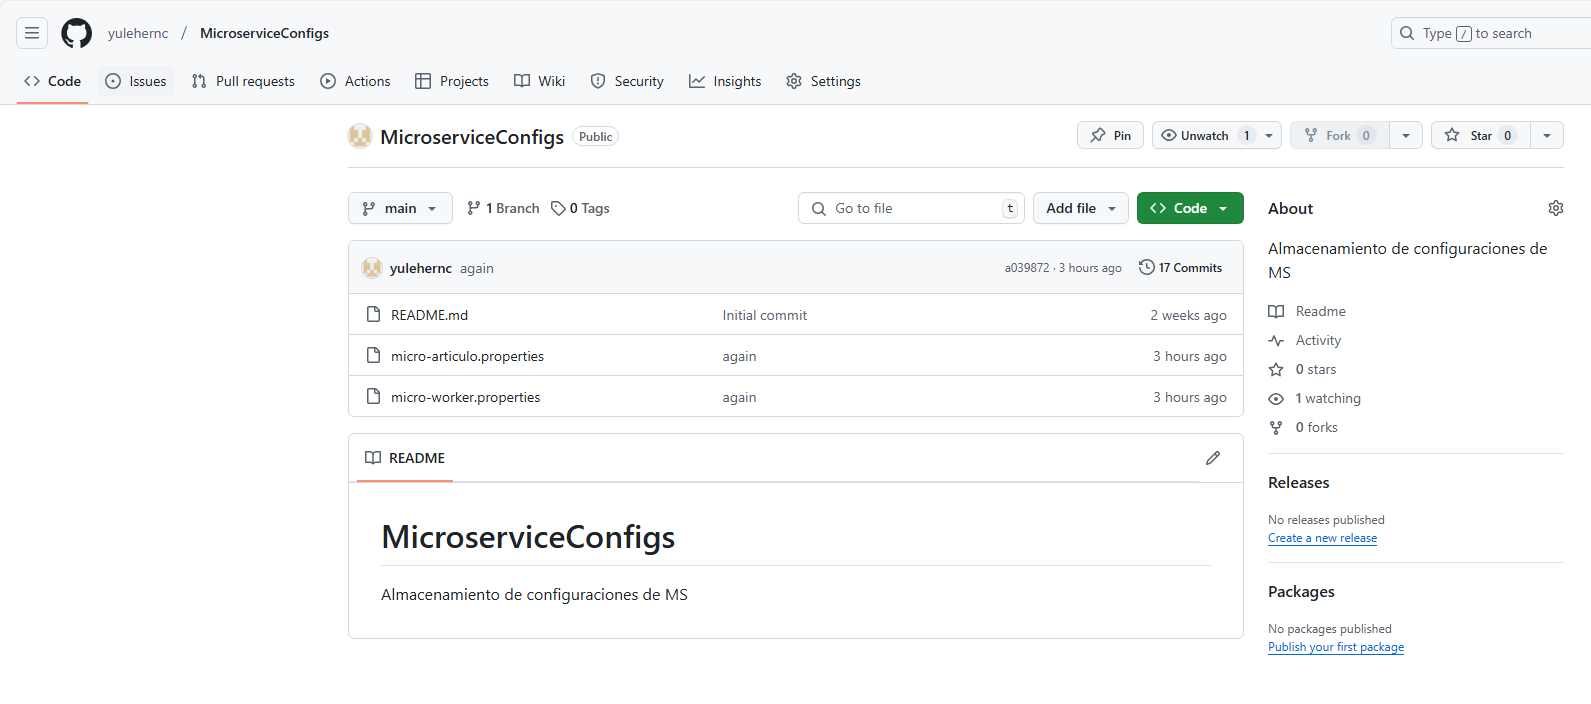 yulehernc / MicroserviceConfigs
Type / to search
Code Issues Pull requests Actions Projects Wiki Security Insights Settings
MicroserviceConfigs Public
Pin Unwatch 1 Fork 0 Star 0
main 1 Branch 0 Tags
Go to file t Add file Code
yulehernc again a039872 · 3 hours ago 17 Commits
README.md Initial commit 2 weeks ago
micro-articulo.properties again 3 hours ago
micro-worker.properties again 3 hours ago
README
MicroserviceConfigs
Almacenamiento de configuraciones de MS
About
Almacenamiento de configuraciones de
MS
Readme
Activity
0 stars
1 watching
0 forks
Releases
No releases published
Create a new release
Packages
No packages published
Publish your first package